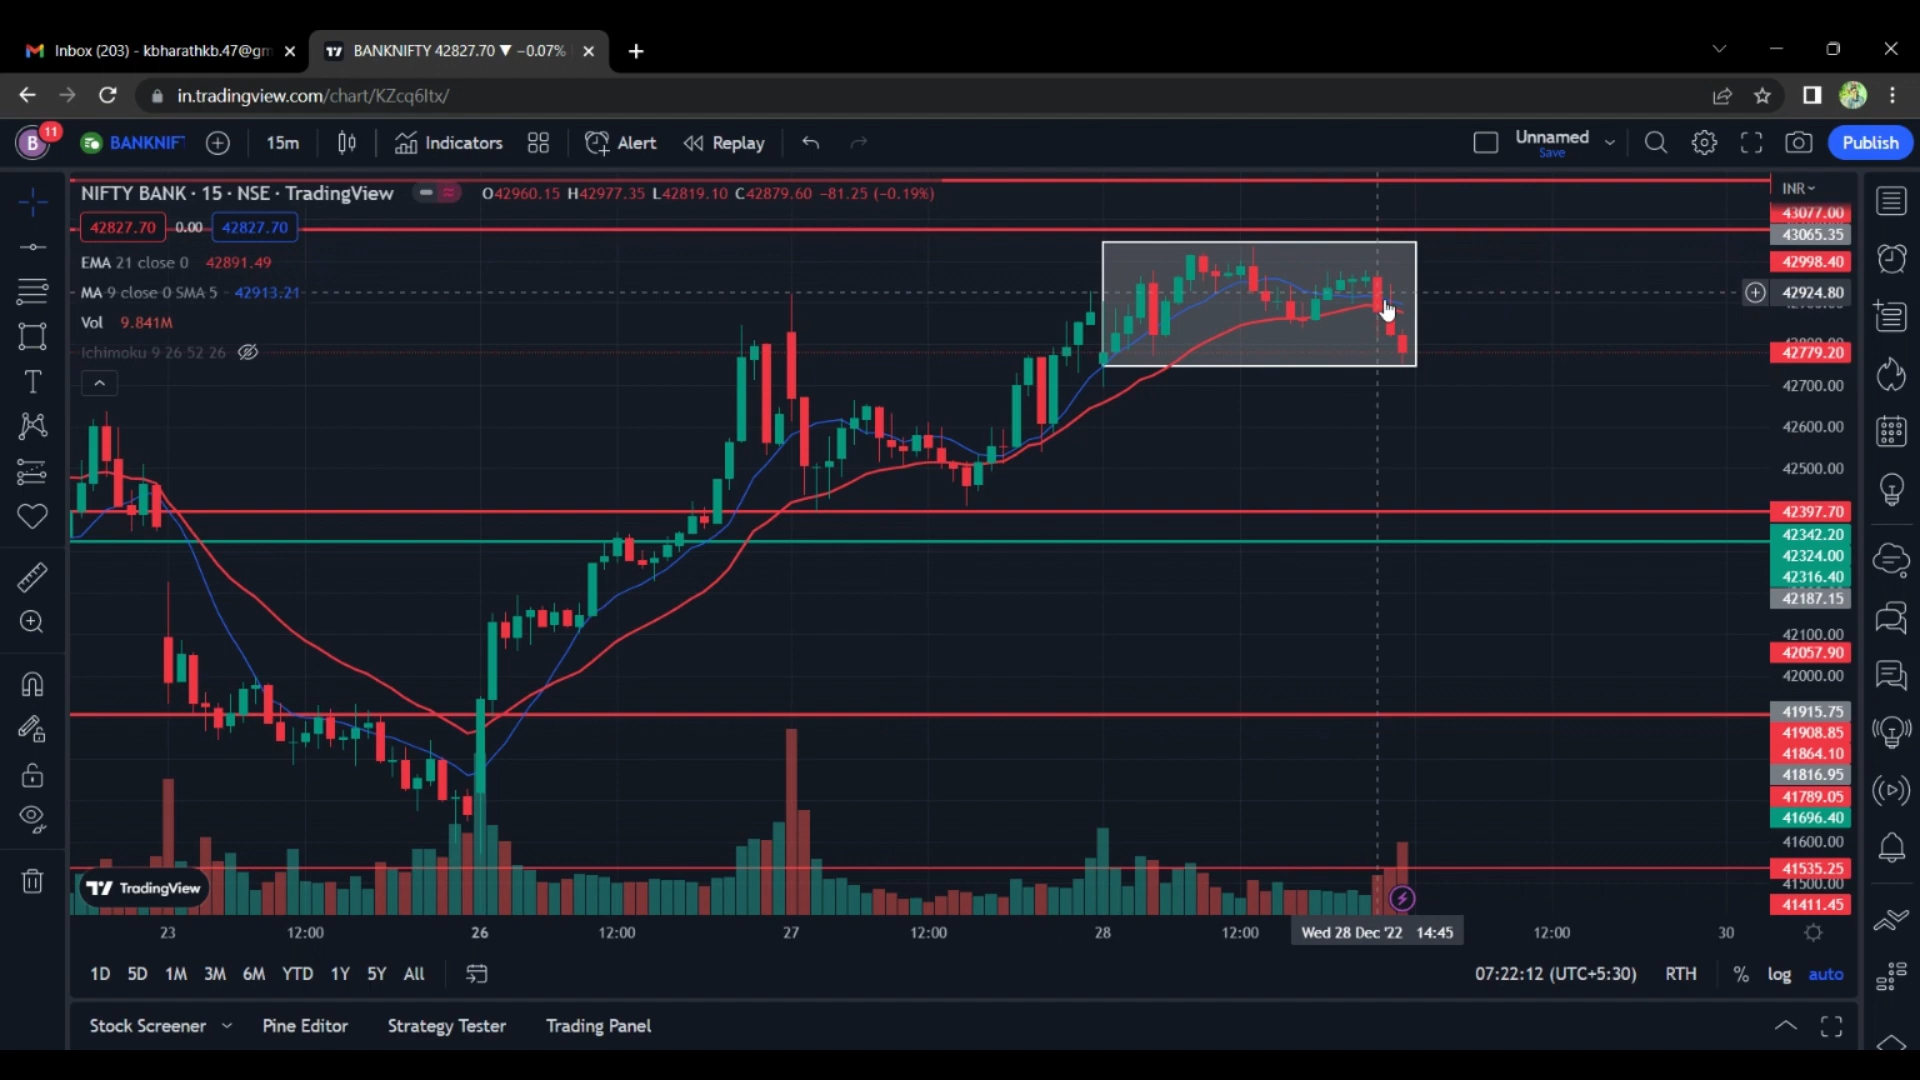 Inbox (203) - kbharathkb.47@gm
BANKNIFTY 42827.70 ▼ −0.07%
in.tradingview.com/chart/KZcq6Itx/
B 11
BANKNIF
15m
Indicators
Alert
Replay
Unnamed
Save
Publish
NIFTY BANK · 15 · NSE · TradingView
O42960.15 H42977.35 L42819.10 C42879.60 −81.25 (−0.19%)
INR
42827.70 0.00 42827.70
EMA 21 close 0 42891.49
MA 9 close 0 SMA 5 42913.21
Vol 9.841M
Ichimoku 9 26 52 26
43077.00
43065.35
42998.40
42924.80
42779.20
42700.00
42600.00
42500.00
42397.70
42342.20
42324.00
42316.40
42187.15
42100.00
42057.90
42000.00
41915.75
41908.85
41864.10
41816.95
41789.05
41696.40
41600.00
41535.25
41500.00
41411.45
TradingView
23 12:00 26 12:00 27 12:00 28 12:00 Wed 28 Dec '22 14:45 12:00 30
1D 5D 1M 3M 6M YTD 1Y 5Y All
07:22:12 (UTC+5:30) RTH % log auto
Stock Screener Pine Editor Strategy Tester Trading Panel